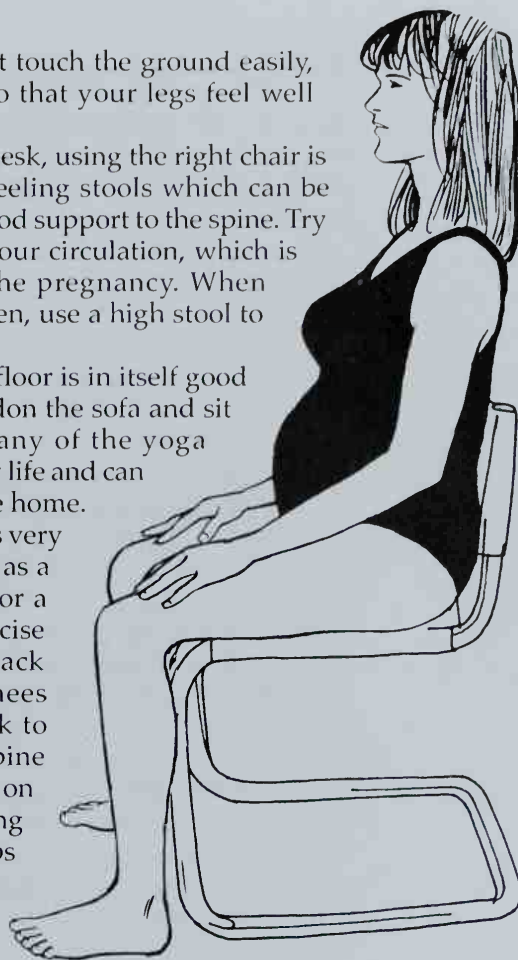 t touch the ground easily,
o that your legs feel well
esk, using the right chair is
eeling stools which can be
od support to the spine. Try
our circulation, which is
he pregnancy. When
en, use a high stool to
floor is in itself good
don the sofa and sit
any of the yoga
life and can
e home.
s very
as a
or a
cise
ack
nees
k to
pine
on
ng
os